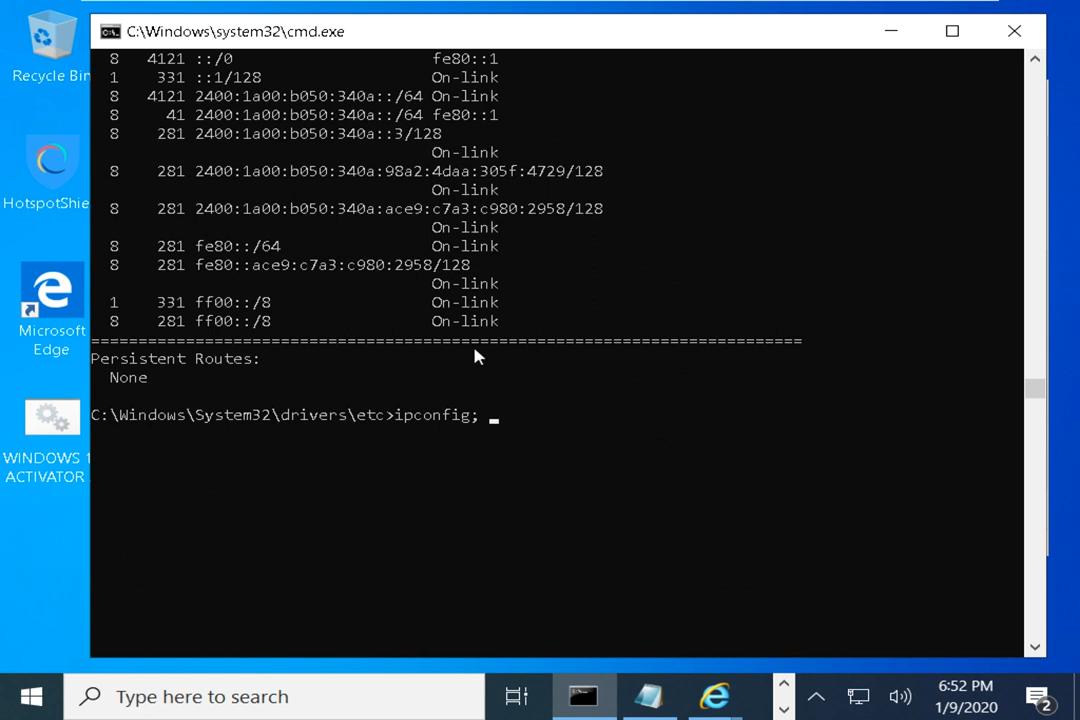 C:\Windows\system32\cmd.exe
Recycle Bin
HotspotShie
Microsoft
Edge
WINDOWS 1
ACTIVATOR
8 4121 ::/0 fe80::1
1 331 ::1/128 On-link
8 4121 2400:1a00:b050:340a::/64 On-link
8 41 2400:1a00:b050:340a::/64 fe80::1
8 281 2400:1a00:b050:340a::3/128
On-link
8 281 2400:1a00:b050:340a:98a2:4daa:305f:4729/128
On-link
8 281 2400:1a00:b050:340a:ace9:c7a3:c980:2958/128
On-link
8 281 fe80::/64 On-link
8 281 fe80::ace9:c7a3:c980:2958/128
On-link
1 331 ff00::/8 On-link
8 281 ff00::/8 On-link
===========================================================================
Persistent Routes:
None
C:\Windows\System32\drivers\etc>ipconfig; _
Type here to search
6:52 PM
1/9/2020
2